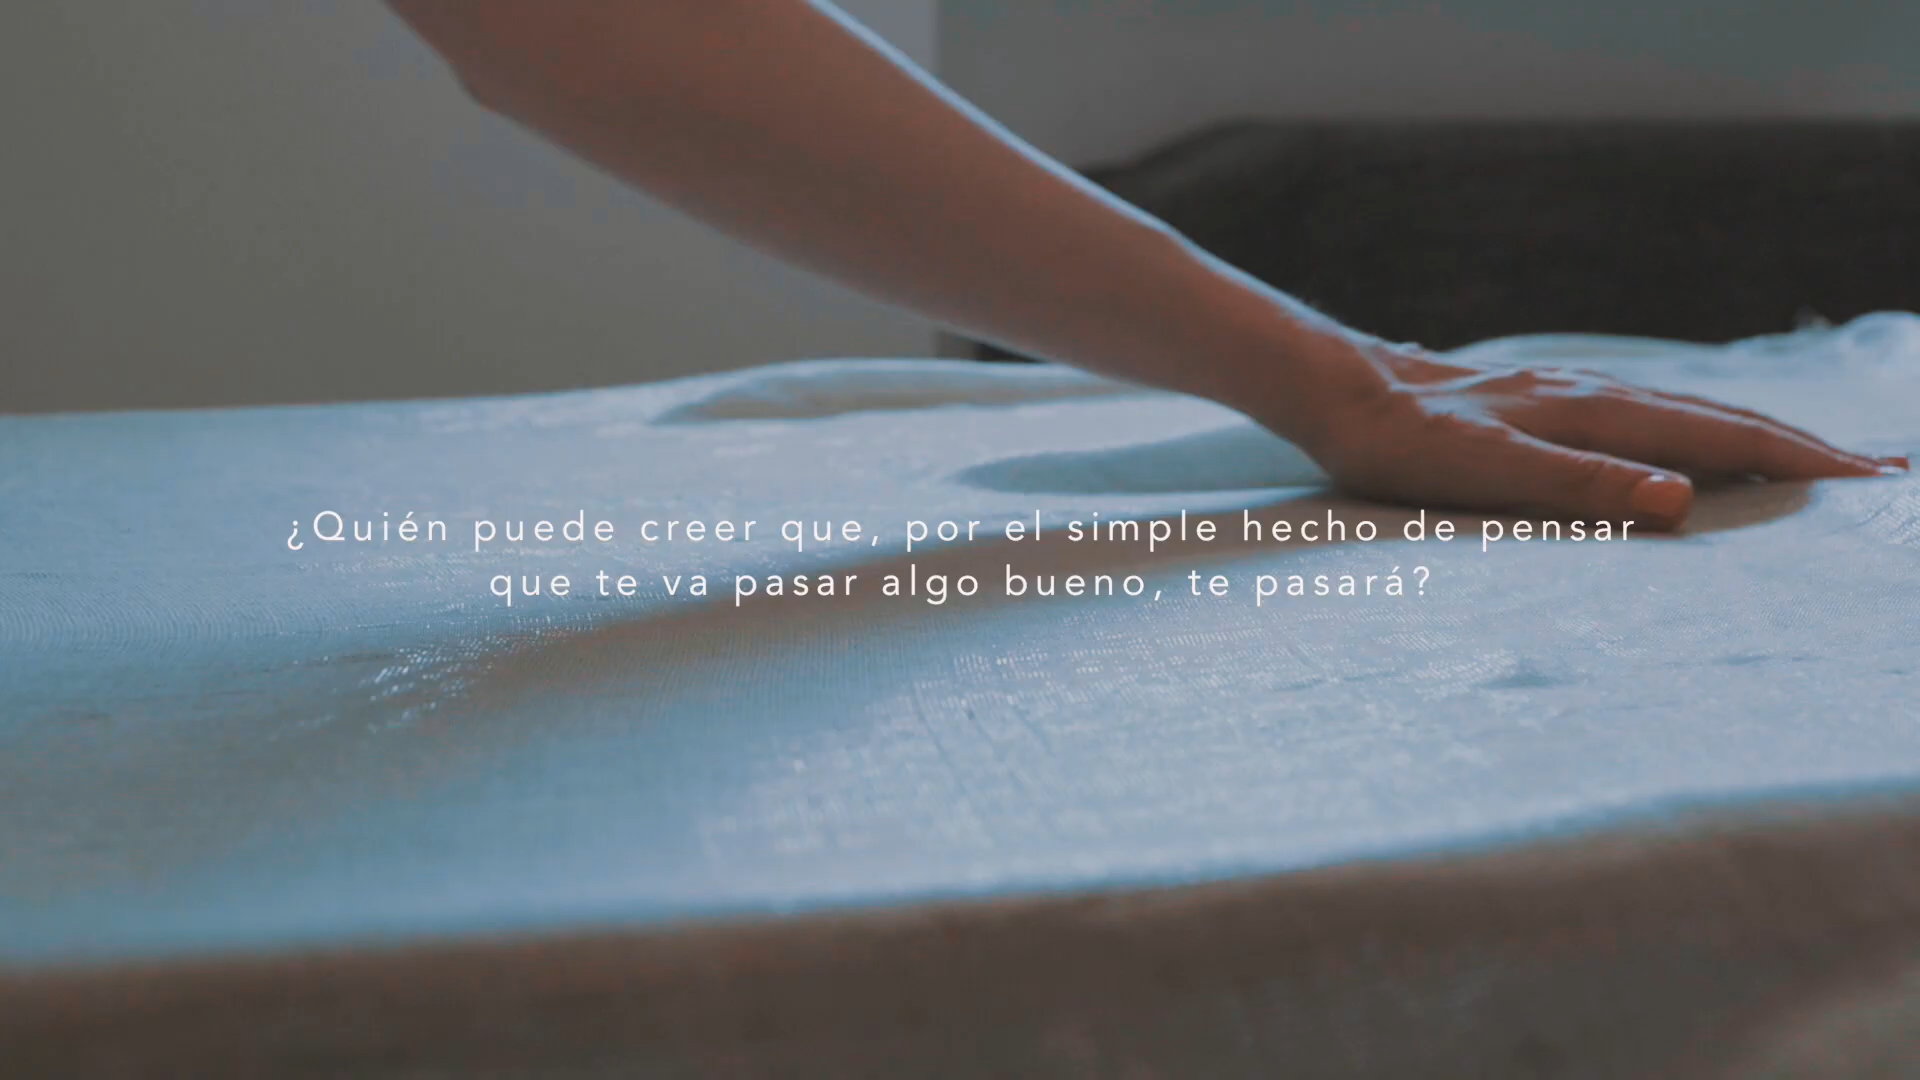 ¿Quién puede creer que, por el simple hecho de pensar
que te va pasar algo bueno, te pasará?